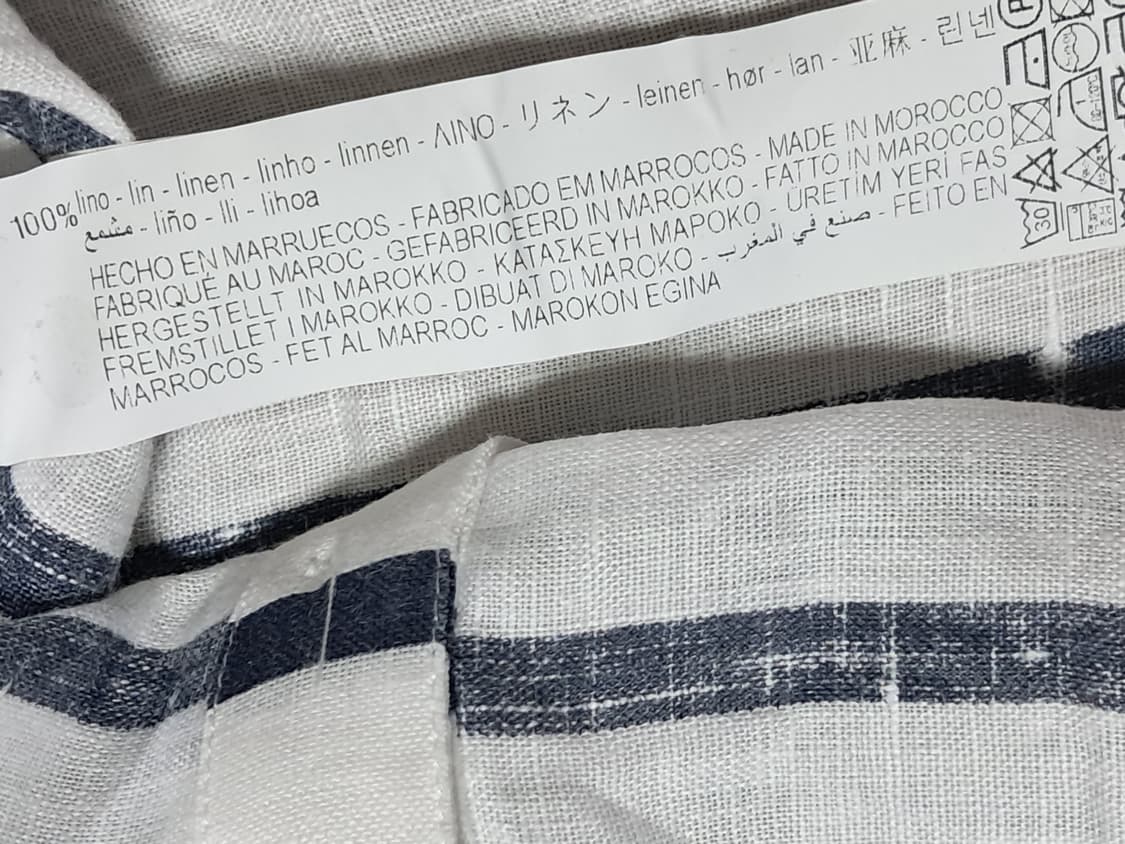 100% lino - lin - linen - linho - linnen - ΛΙΝΟ - リネン - leinen - hør - lan - 亚麻 - 린넨
مشمع - liño - lli - lihoa
HECHO EN MARRUECOS - FABRICADO EM MARROCOS - MADE IN MOROCCO
FABRIQUÉ AU MAROC - GEFABRICEERD IN MAROKKO - FATTO IN MAROCCO
HERGESTELLT IN MAROKKO - ΚΑΤΑΣΚΕΥΗ ΜΑΡΟΚΟ - ÜRETİM YERİ FAS
FREMSTILLET I MAROKKO - DIBUAT DI MAROKO - صنع في المغرب - FEITO EN
MARROCOS - FET AL MARROC - MAROKON EGINA
30